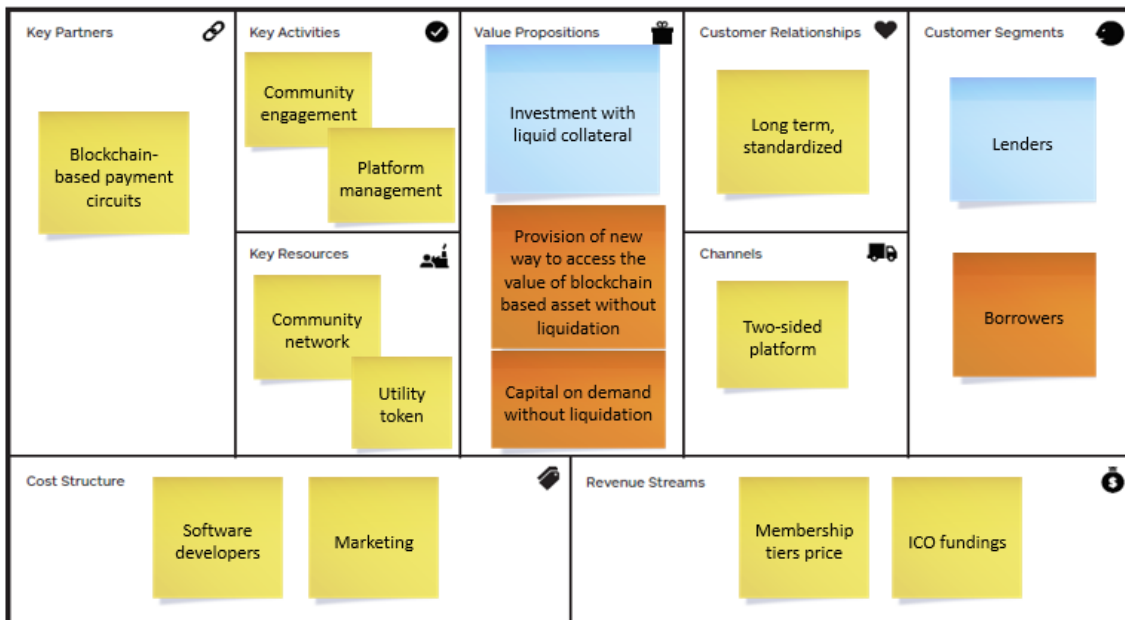 Key Partners
Blockchain-
based payment
circuits
Key Activities
Community
engagement
Platform
management
Key Resources
Community
network
Utility
token
Value Propositions
Investment with
liquid collateral
Provision of new
way to access the
value of blockchain
based asset without
liquidation
Capital on demand
without liquidation
Customer Relationships
Long term,
standardized
Channels
Two-sided
platform
Customer Segments
Lenders
Borrowers
Cost Structure
Software
developers
Marketing
Revenue Streams
Membership
tiers price
ICO fundings